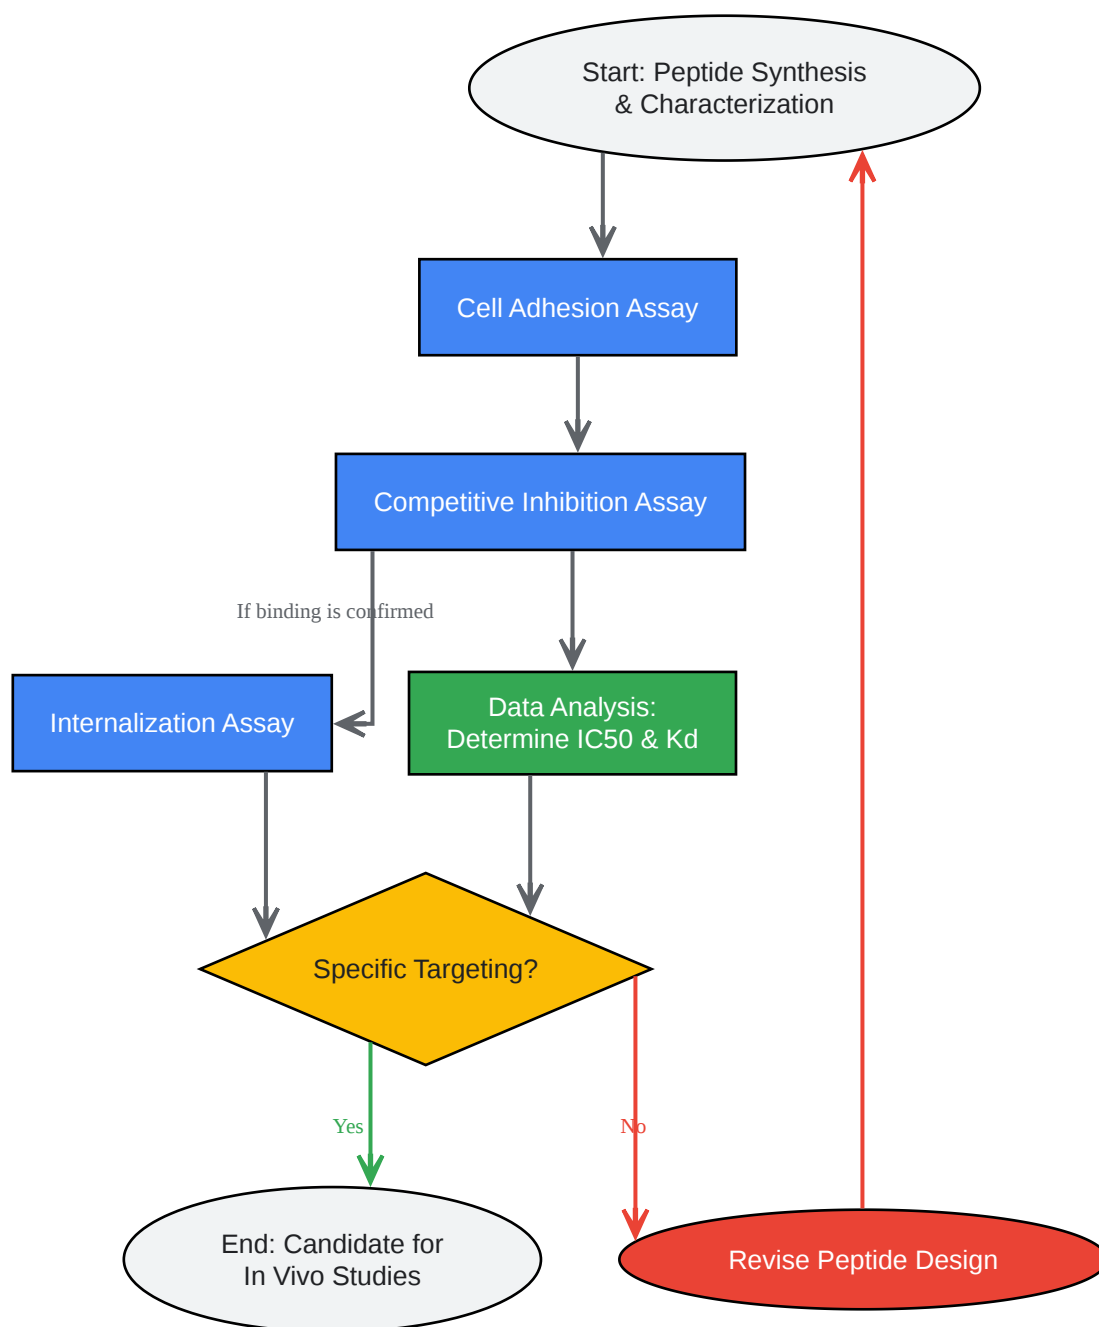 Start: Peptide Synthesis
& Characterization
Cell Adhesion Assay
Competitive Inhibition Assay
If binding is confirmed
Internalization Assay
Data Analysis:
Determine IC50 & Kd
Specific Targeting?
Yes
No
End: Candidate for
In Vivo Studies
Revise Peptide Design